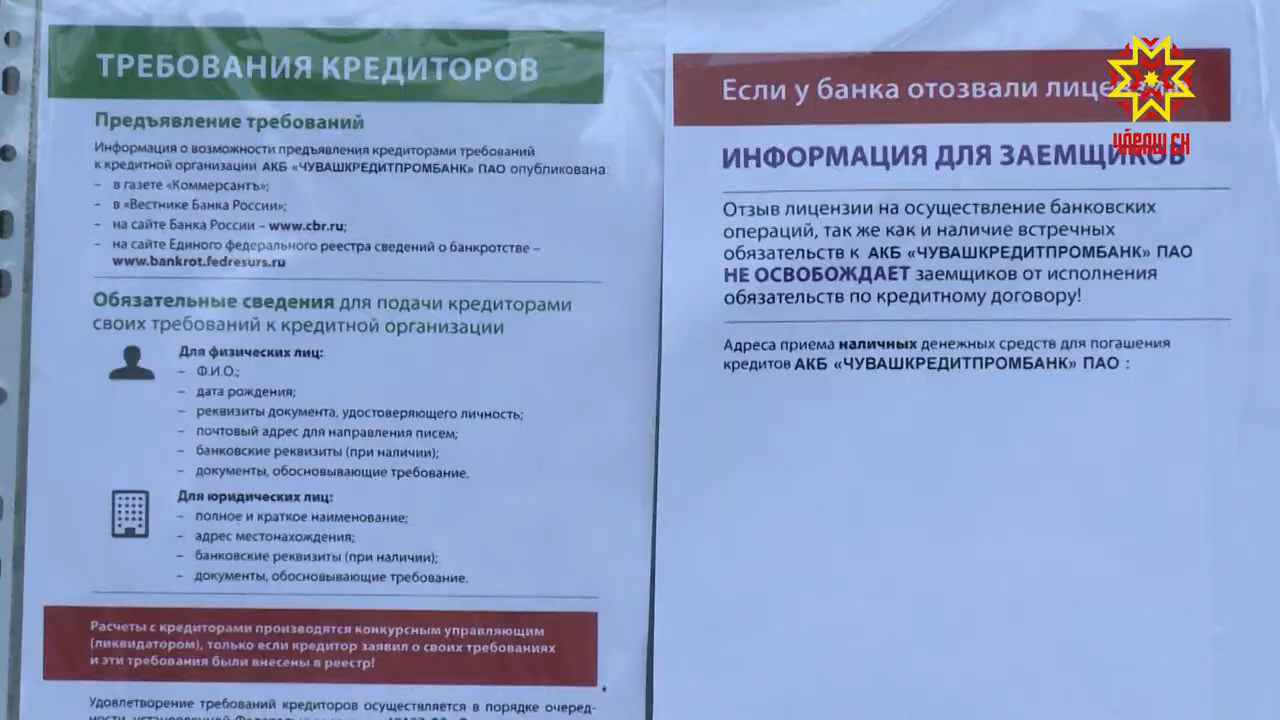 ТРЕБОВАНИЯ КРЕДИТОРОВ
Предъявление требований
Информация о возможности предъявления кредиторами требований
к кредитной организации АКБ «ЧУВАШКРЕДИТПРОМБАНК» ПАО опубликована:
– в газете «Коммерсантъ»;
– в «Вестнике Банка России»;
– на сайте Банка России – www.cbr.ru;
– на сайте Единого федерального реестра сведений о банкротстве –
www.bankrot.fedresurs.ru
Обязательные сведения для подачи кредиторами
своих требований к кредитной организации
Для физических лиц:
– Ф.И.О.;
– дата рождения;
– реквизиты документа, удостоверяющего личность;
– почтовый адрес для направления писем;
– банковские реквизиты (при наличии);
– документы, обосновывающие требование.
Для юридических лиц:
– полное и краткое наименование;
– адрес местонахождения;
– банковские реквизиты (при наличии);
– документы, обосновывающие требование.
Расчеты с кредиторами производятся конкурсным управляющим
(ликвидатором), только если кредитор заявил о своих требованиях
и эти требования были внесены в реестр!
Удовлетворение требований кредиторов осуществляется в порядке очеред-
Если у банка отозвали
ИНФОРМАЦИЯ ДЛЯ ЗАЕМЩИКОВ
Отзыв лицензии на осуществление банковских
операций, так же как и наличие встречных
обязательств к АКБ «ЧУВАШКРЕДИТПРОМБАНК» ПАО
НЕ ОСВОБОЖДАЕТ заемщиков от исполнения
обязательств по кредитному договору!
Адреса приема наличных денежных средств для погашения
кредитов АКБ «ЧУВАШКРЕДИТПРОМБАНК» ПАО :
ЧӐВАШ ЕН